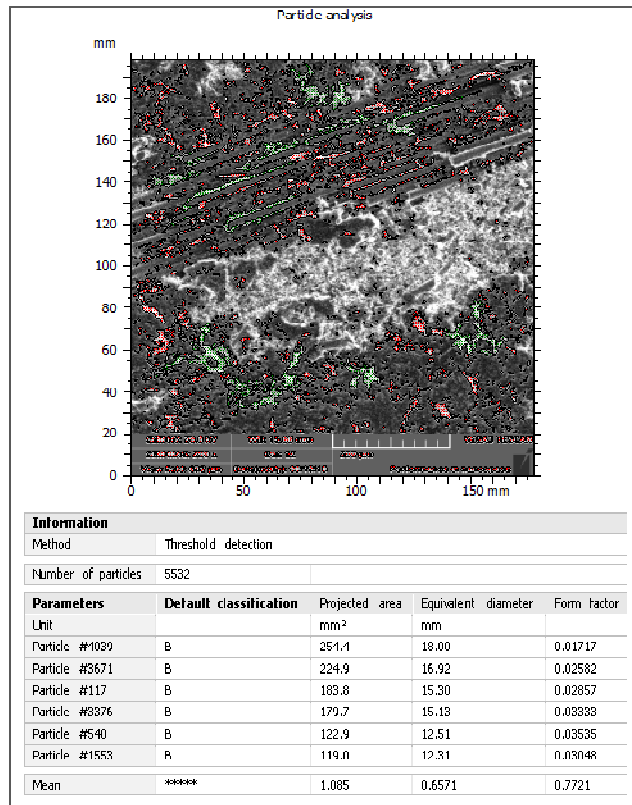 Particle analysis
mm
180
160
140
120
100
80
60
40
20
0
0 50 100 150 mm
Information
Method Threshold detection
Number of particles 5532
Parameters Default classification Projected area Equivalent diameter Form factor
Unit mm² mm
Particle #4039 B 254.4 18.00 0.01717
Particle #3671 B 224.9 16.92 0.02582
Particle #117 B 183.8 15.30 0.02857
Particle #3376 B 179.7 15.13 0.03333
Particle #540 B 122.9 12.51 0.03535
Particle #1553 B 119.0 12.31 0.03048
Mean ***** 1.085 0.6571 0.7721